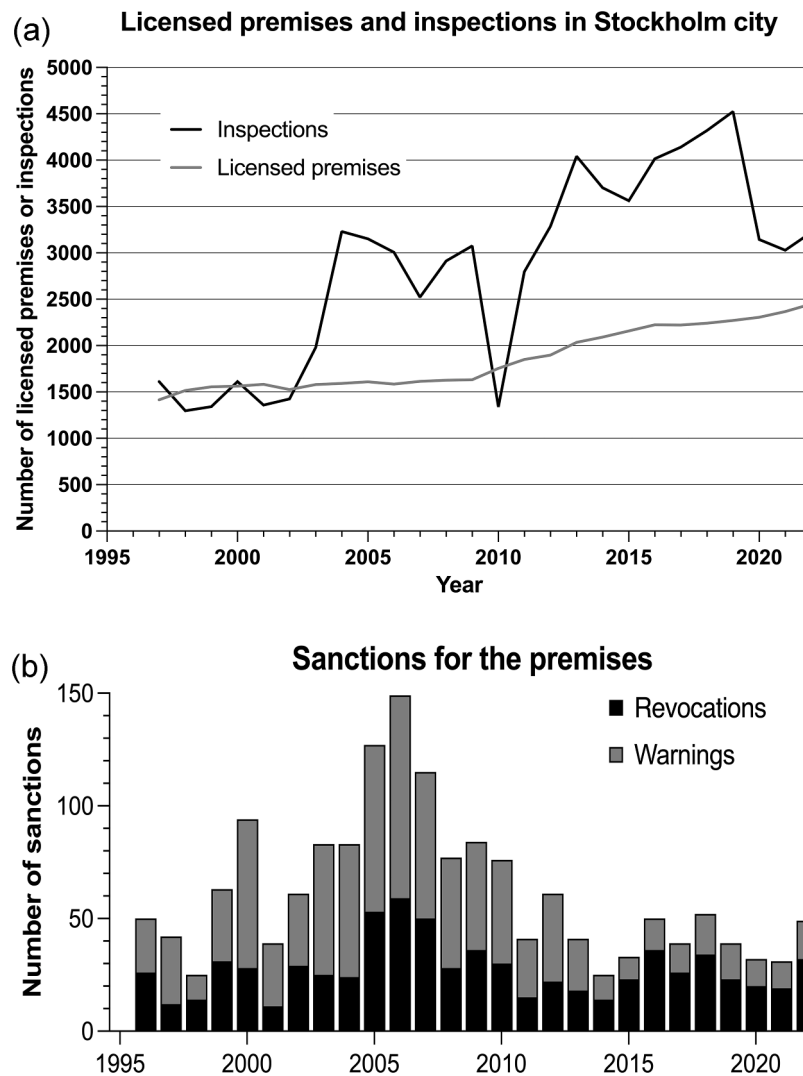 (a)
Licensed premises and inspections in Stockholm city
Number of licensed premises or inspections
5000
4500
4000
3500
3000
2500
2000
1500
1000
500
0
Inspections
Licensed premises
1995
2000
2005
2010
2015
2020
Year
(b)
Sanctions for the premises
Number of sanctions
150
100
50
0
Revocations
Warnings
1995
2000
2005
2010
2015
2020